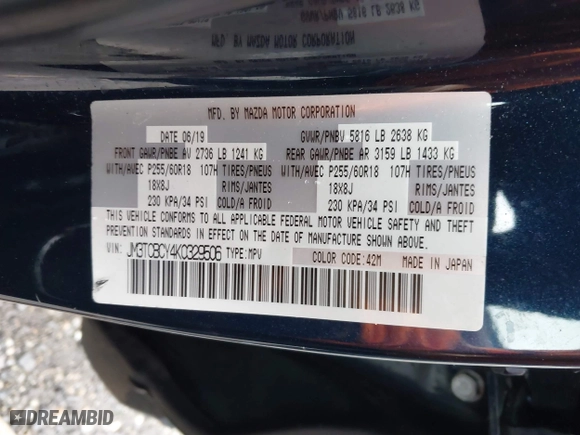 MFD. BY MAZDA MOTOR CORPORATION
DATE 06/19 GVWR/PNBV 5816 LB 2638 KG
FRONT GAWR/PNBE AV 2736 LB 1241 KG REAR GAWR/PNBE AR 3159 LB 1433 KG
WITH/AVEC P255/60R18 107H TIRES/PNEUS WITH/AVEC P255/60R18 107H TIRES/PNEUS
18X8J RIMS/JANTES 18X8J RIMS/JANTES
230 KPA/34 PSI COLD/A FROID 230 KPA/34 PSI COLD/A FROID
THIS VEHICLE CONFORMS TO ALL APPLICABLE FEDERAL MOTOR VEHICLE SAFETY AND THEFT
PREVENTION STANDARDS IN EFFECT ON THE DATE OF MANUFACTURE SHOWN ABOVE.
VIN: JM3TCBCY4K0329506 TYPE:MPV COLOR CODE:42M MADE IN JAPAN
DREAMBID